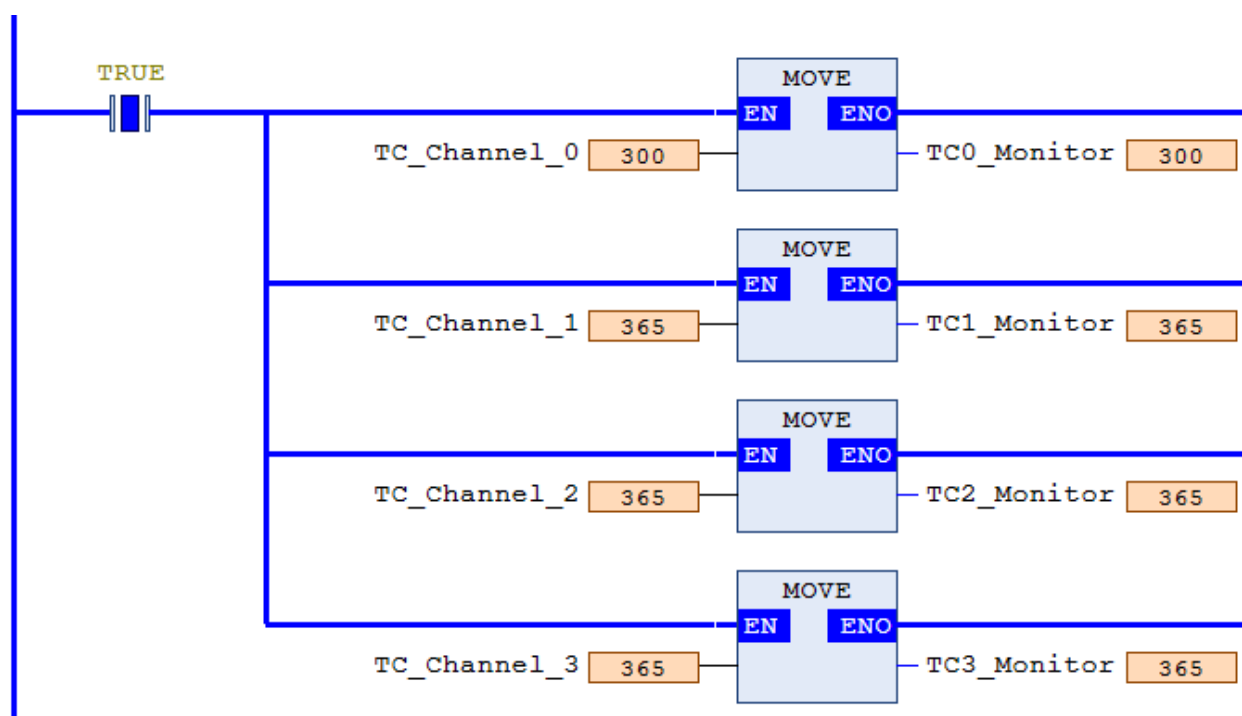 TRUE
MOVE
EN ENO
TC_Channel_0 300 TC0_Monitor 300
MOVE
EN ENO
TC_Channel_1 365 TC1_Monitor 365
MOVE
EN ENO
TC_Channel_2 365 TC2_Monitor 365
MOVE
EN ENO
TC_Channel_3 365 TC3_Monitor 365